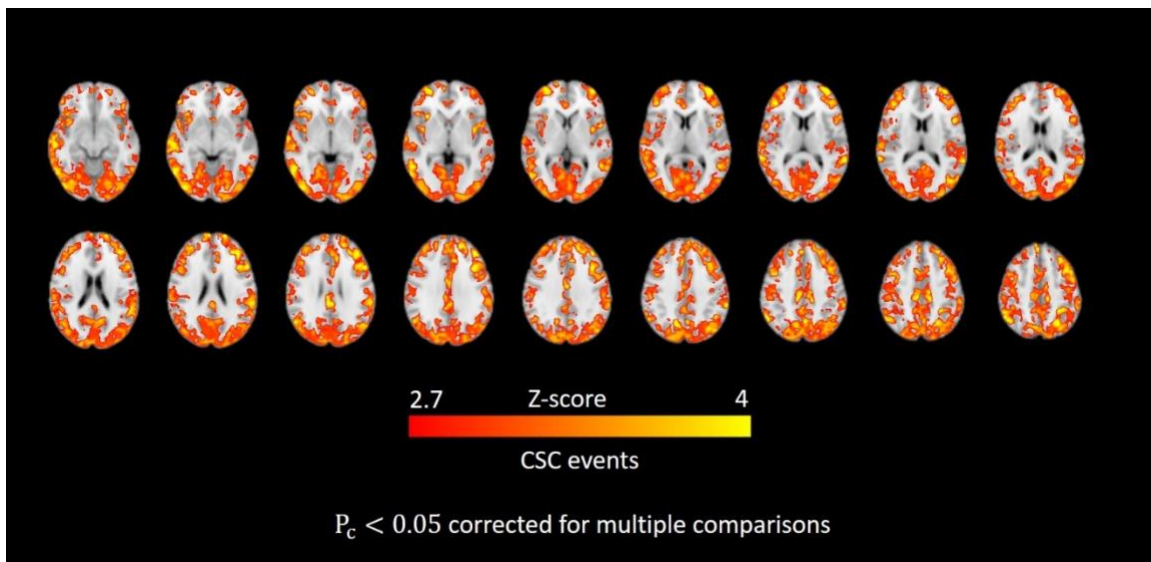 2.7 Z-score 4
CSC events
P_c < 0.05 corrected for multiple comparisons